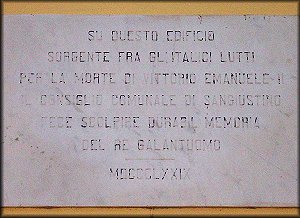 SU QUESTO EDIFICIO
SORGENTE FRA GL'ITALICI LUTTI
PER LA MORTE DI VITTORIO EMANUELE II
IL CONSIGLIO COMUNALE DI SANGIUSTINO
FECE SCOLPIRE DURABIL MEMORIA
DEL RE GALANTUOMO
MDCCCLXXIX